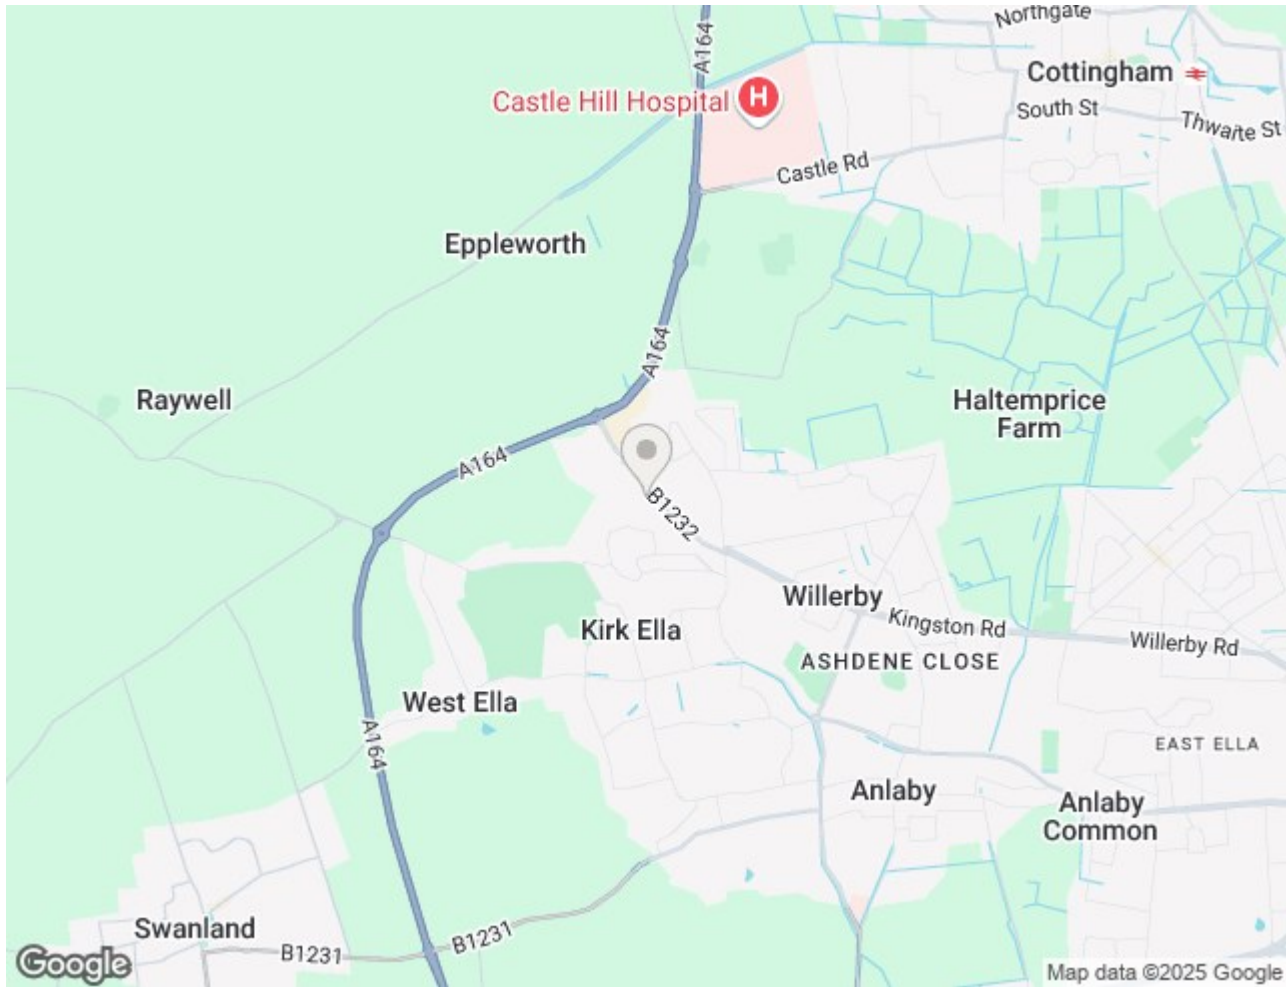 Northgate
A164
Cottingham
Castle Hill Hospital
H
South St
Thwaite St
Castle Rd
Eppleworth
A164
Raywell
Haltemprice
Farm
A164
B1232
Willerby
Kingston Rd
Kirk Ella
Willerby Rd
ASHDENE CLOSE
West Ella
A164
EAST ELLA
Anlaby
Anlaby
Common
Swanland
B1231
B1231
Google
Map data ©2025 Google